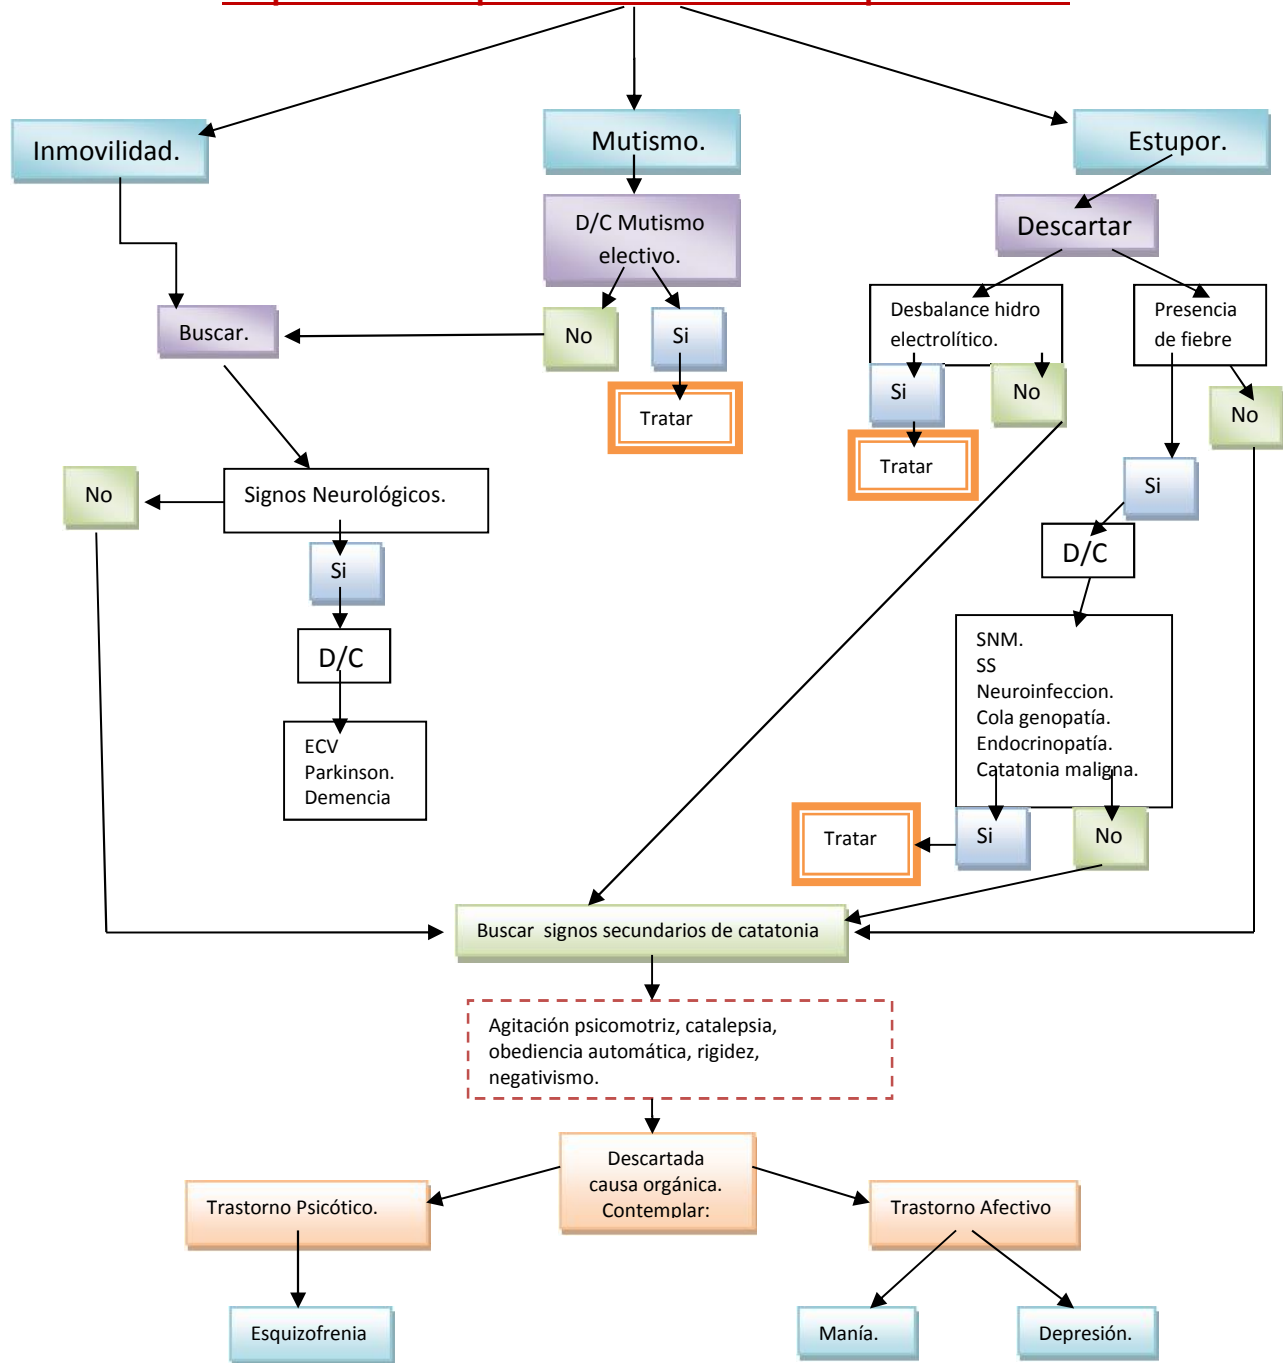 Inmovilidad.
Mutismo.
Estupor.
D/C Mutismo
electivo.
Descartar
Buscar.
No
Si
Desbalance hidro
electrolítico.
Presencia
de fiebre
Si
No
No
Tratar
Tratar
Si
No
Signos Neurológicos.
Si
D/C
D/C
SNM.
SS
Neuroinfeccion.
Cola genopatía.
Endocrinopatía.
Catatonia maligna.
ECV
Parkinson.
Demencia
Tratar
Si
No
Buscar  signos secundarios de catatonia
Agitación psicomotriz, catalepsia,
obediencia automática, rigidez,
negativismo.
Descartada
causa orgánica.
Contemplar:
Trastorno Psicótico.
Trastorno Afectivo
Esquizofrenia
Manía.
Depresión.